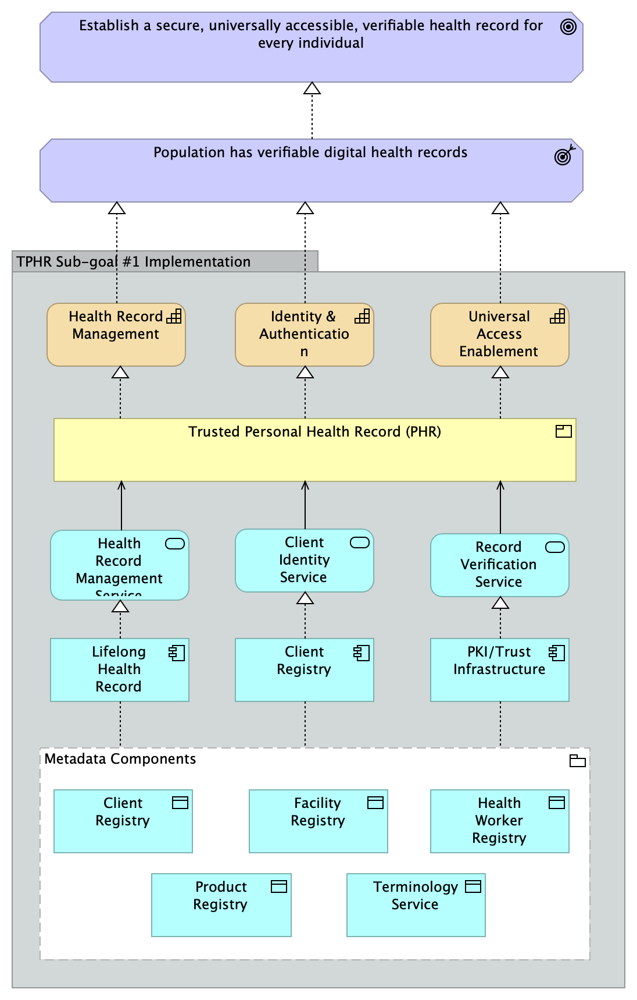 Establish a secure, universally accessible, verifiable health record for
every individual
Population has verifiable digital health records
TPHR Sub-goal #1 Implementation
Health Record
Management
Identity &
Authenticatio
n
Universal
Access
Enablement
Trusted Personal Health Record (PHR)
Health
Record
Management
Service
Client
Identity
Service
Record
Verification
Service
Lifelong
Health
Record
Client
Registry
PKI/Trust
Infrastructure
Metadata Components
Client
Registry
Facility
Registry
Health
Worker
Registry
Product
Registry
Terminology
Service